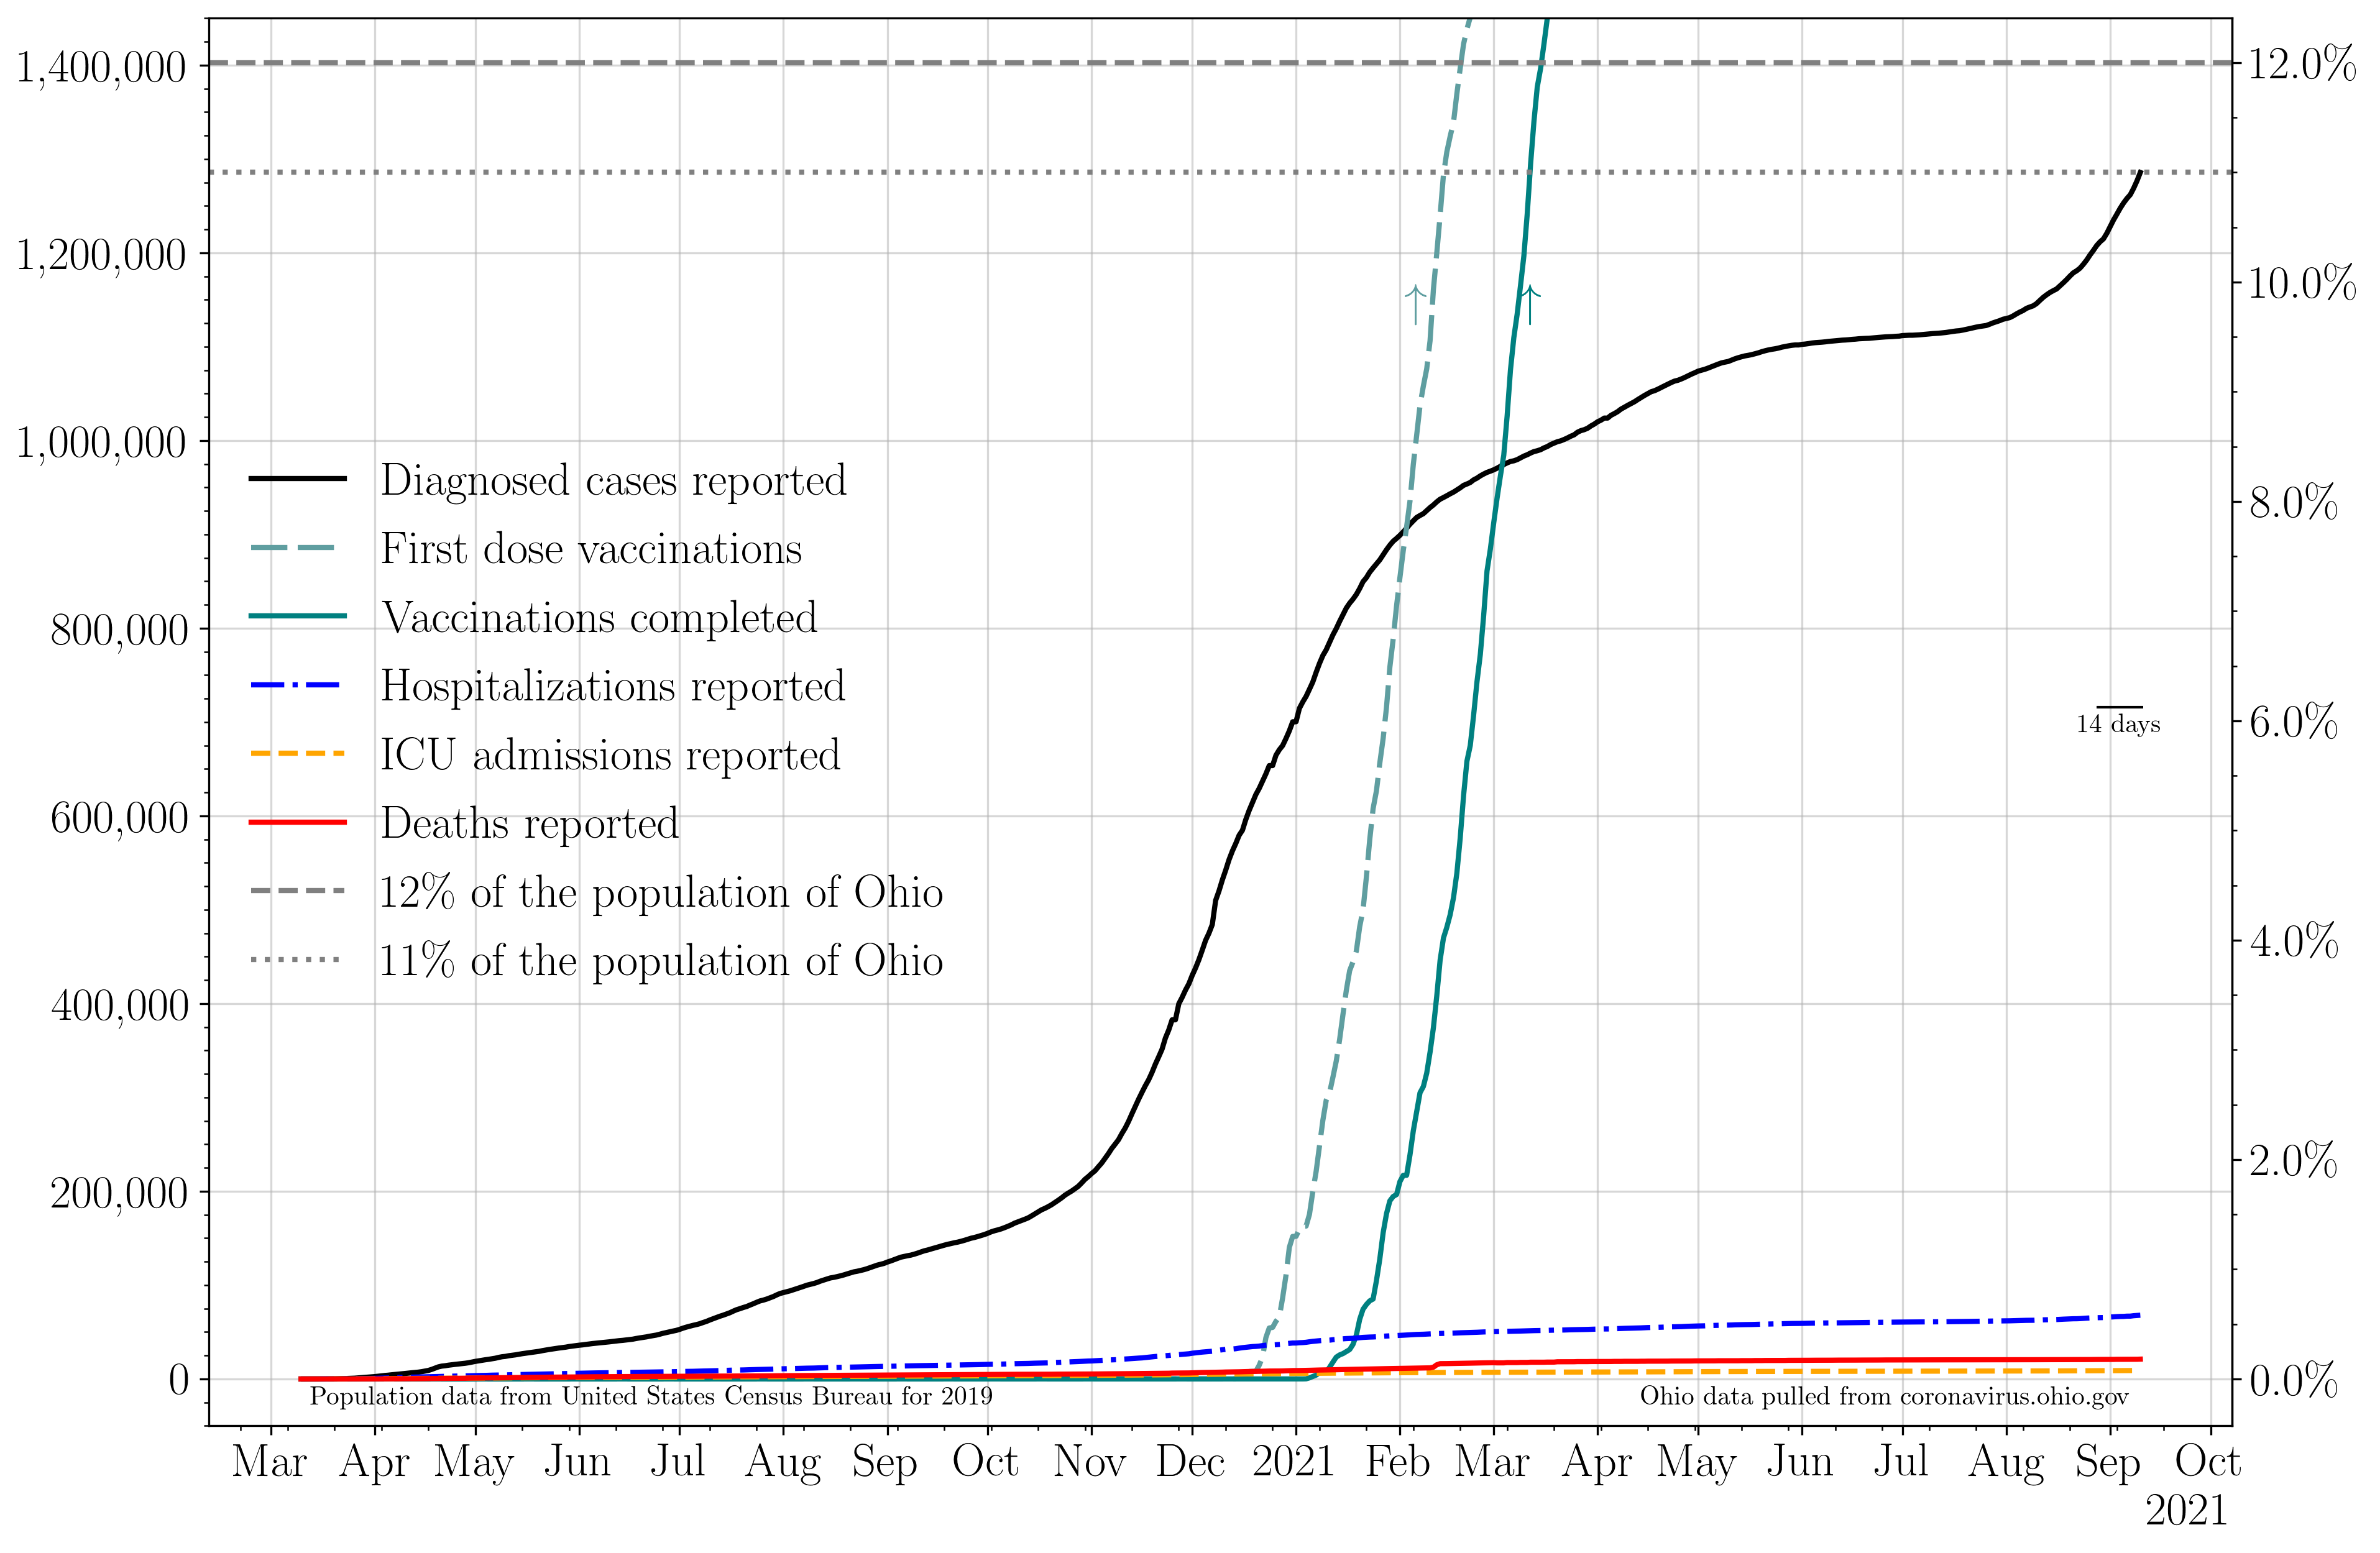 1,400,000
1,200,000
1,000,000
800,000
600,000
400,000
200,000
0
12.0%
10.0%
8.0%
6.0%
4.0%
2.0%
0.0%
Diagnosed cases reported
First dose vaccinations
Vaccinations completed
Hospitalizations reported
ICU admissions reported
Deaths reported
12% of the population of Ohio
11% of the population of Ohio
14 days
Population data from United States Census Bureau for 2019
Ohio data pulled from coronavirus.ohio.gov
Mar Apr May Jun Jul Aug Sep Oct Nov Dec 2021 Feb Mar Apr May Jun Jul Aug Sep Oct
2021